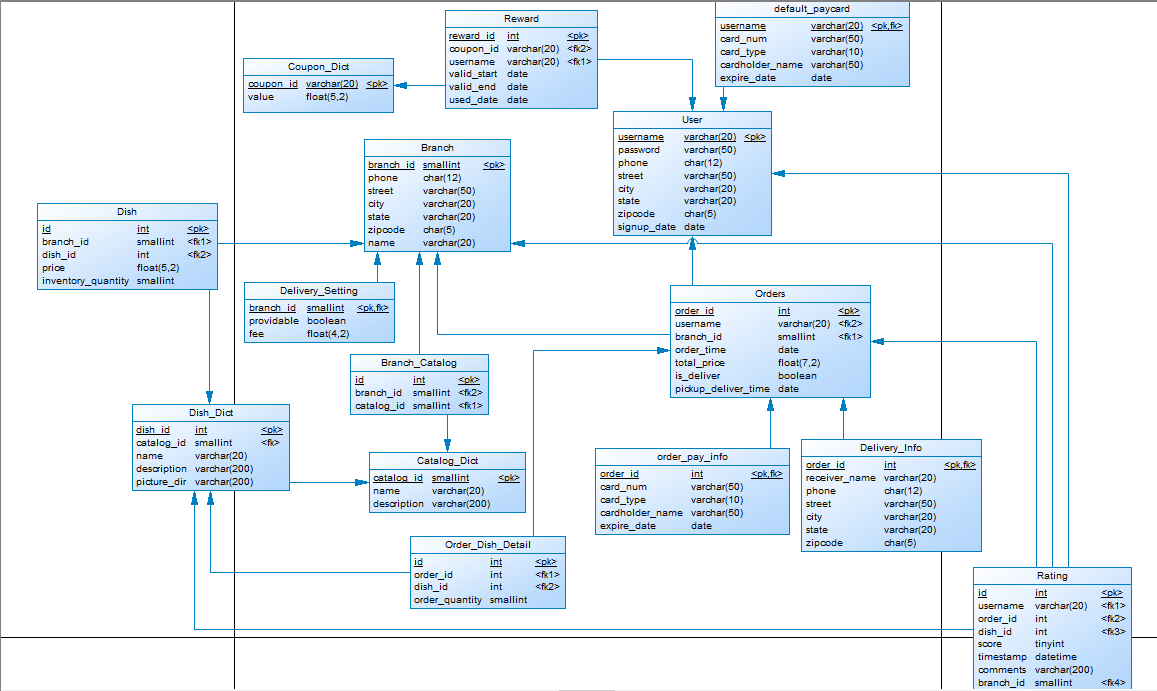 Reward
reward_id int <pk>
coupon_id varchar(20) <fk2>
username varchar(20) <fk1>
valid_start date
valid_end date
used_date date
default_paycard
username varchar(20) <pk,fk>
card_num varchar(50)
card_type varchar(10)
cardholder_name varchar(50)
expire_date date
Coupon_Dict
coupon_id varchar(20) <pk>
value float(5,2)
User
username varchar(20) <pk>
password varchar(50)
phone char(12)
street varchar(50)
city varchar(20)
state varchar(20)
zipcode char(5)
signup_date date
Branch
branch_id smallint <pk>
phone char(12)
street varchar(50)
city varchar(20)
state varchar(20)
zipcode char(5)
name varchar(20)
Dish
id int <pk>
branch_id smallint <fk1>
dish_id int <fk2>
price float(5,2)
inventory_quantity smallint
Delivery_Setting
branch_id smallint <pk,fk>
providable boolean
fee float(4,2)
Orders
order_id int <pk>
username varchar(20) <fk2>
branch_id smallint <fk1>
order_time date
total_price float(7,2)
is_deliver boolean
pickup_deliver_time date
Branch_Catalog
id int <pk>
branch_id smallint <fk2>
catalog_id smallint <fk1>
Dish_Dict
dish_id int <pk>
catalog_id smallint <fk>
name varchar(20)
description varchar(200)
picture_dir varchar(200)
Catalog_Dict
catalog_id smallint <pk>
name varchar(20)
description varchar(200)
order_pay_info
order_id int <pk,fk>
card_num varchar(50)
card_type varchar(10)
cardholder_name varchar(50)
expire_date date
Delivery_Info
order_id int <pk,fk>
receiver_name varchar(20)
phone char(12)
street varchar(50)
city varchar(20)
state varchar(20)
zipcode char(5)
Order_Dish_Detail
id int <pk>
order_id int <fk1>
dish_id int <fk2>
order_quantity smallint
Rating
id int <pk>
username varchar(20) <fk1>
order_id int <fk2>
dish_id int <fk3>
score tinyint
timestamp datetime
comments varchar(200)
branch_id smallint <fk4>